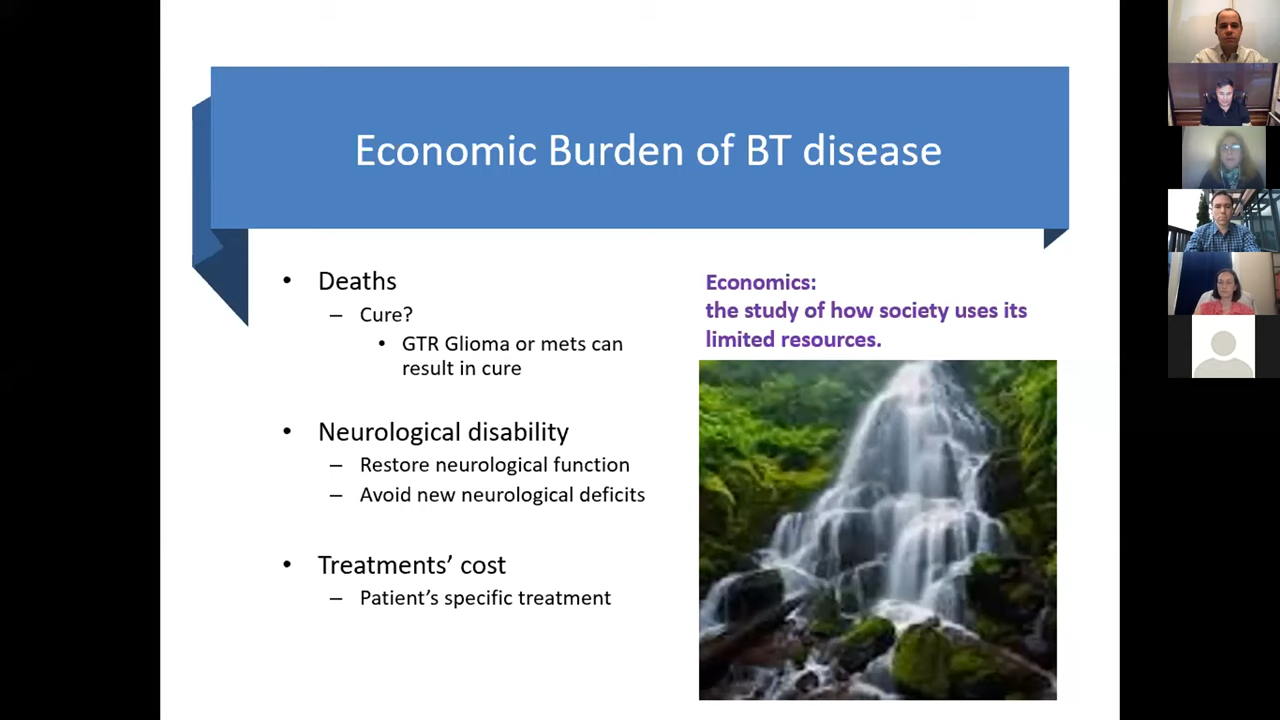 Economic Burden of BT disease
• Deaths
– Cure?
• GTR Glioma or mets can
result in cure
• Neurological disability
– Restore neurological function
– Avoid new neurological deficits
• Treatments’ cost
– Patient’s specific treatment
Economics:
the study of how society uses its
limited resources.